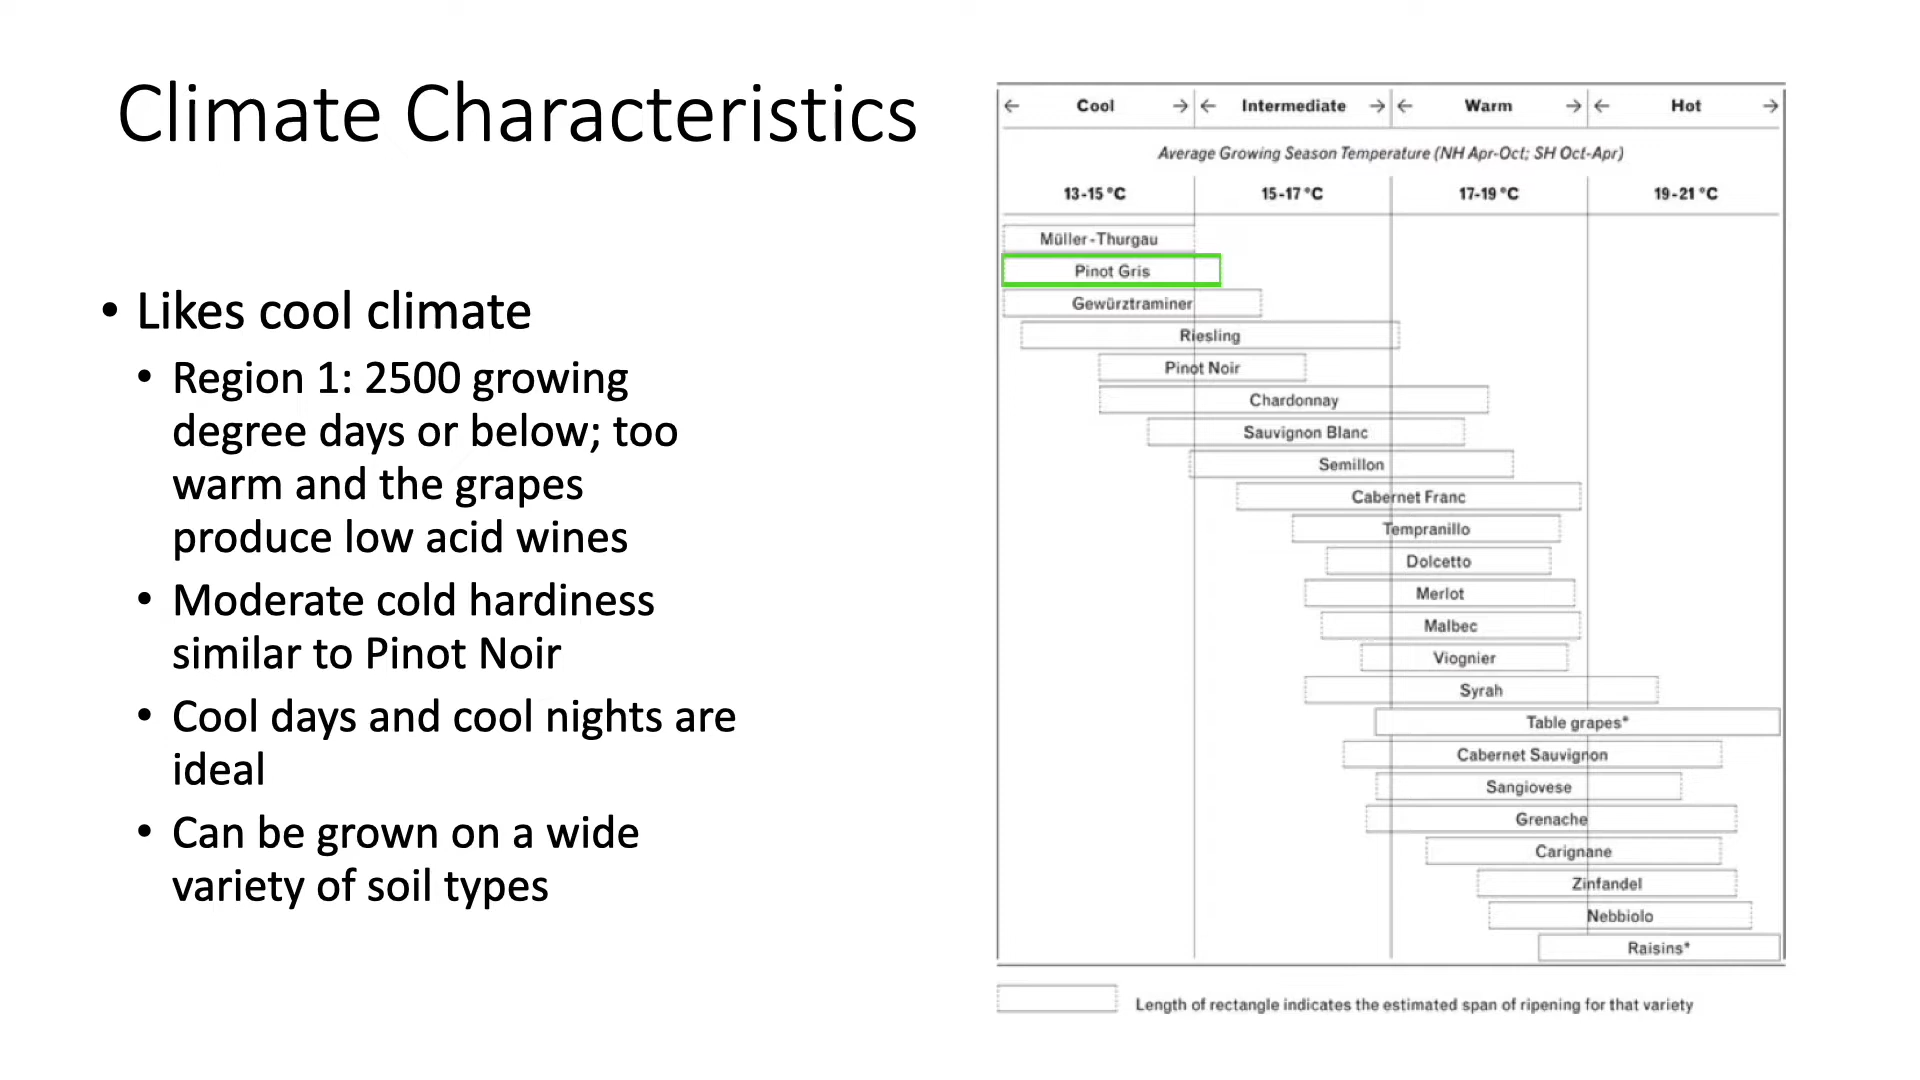 Climate Characteristics
• Likes cool climate
• Region 1: 2500 growing
degree days or below; too
warm and the grapes
produce low acid wines
• Moderate cold hardiness
similar to Pinot Noir
• Cool days and cool nights are
ideal
• Can be grown on a wide
variety of soil types
← Cool → ← Intermediate → ← Warm → ← Hot →
Average Growing Season Temperature (NH Apr-Oct; SH Oct-Apr)
13-15 °C 15-17 °C 17-19 °C 19-21 °C
Müller-Thurgau
Pinot Gris
Gewürztraminer
Riesling
Pinot Noir
Chardonnay
Sauvignon Blanc
Semillon
Cabernet Franc
Tempranillo
Dolcetto
Merlot
Malbec
Viognier
Syrah
Table grapes*
Cabernet Sauvignon
Sangiovese
Grenache
Carignane
Zinfandel
Nebbiolo
Raisins*
Length of rectangle indicates the estimated span of ripening for that variety